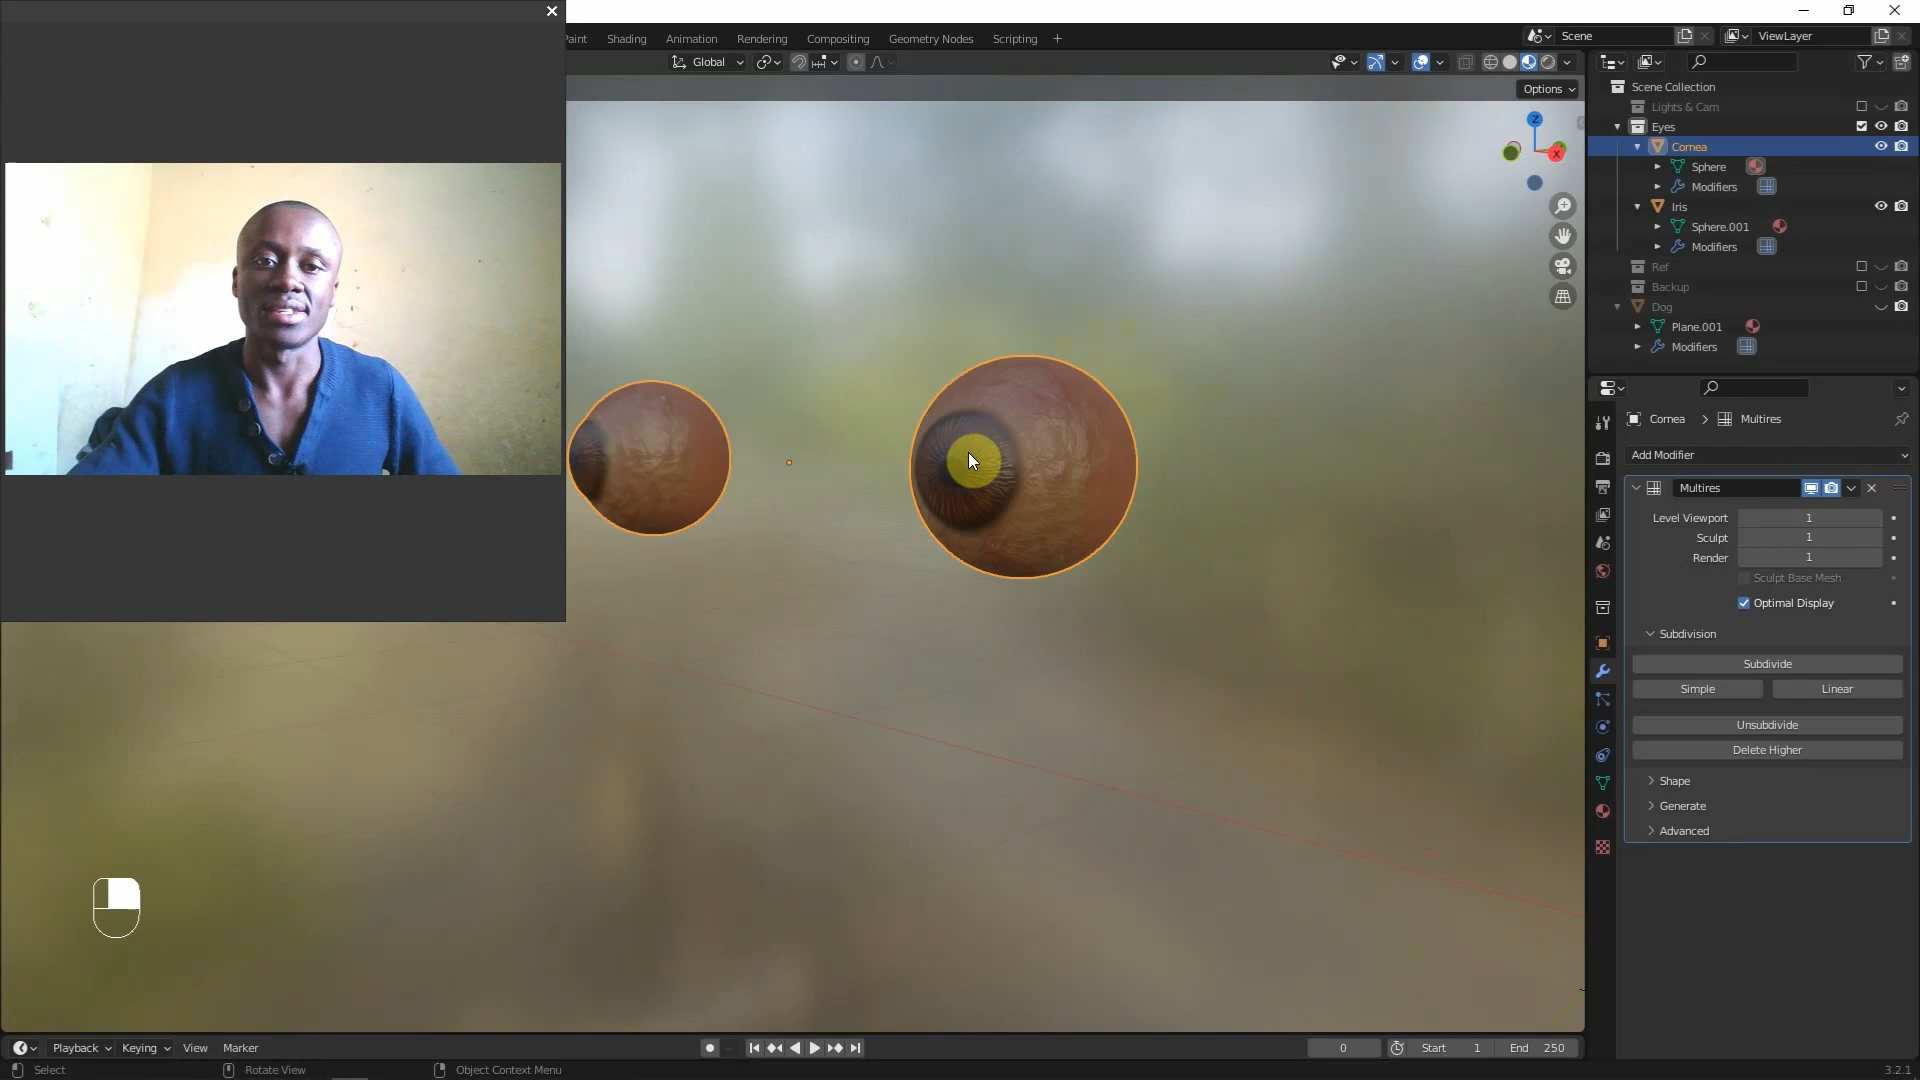 aint Shading Animation Rendering Compositing Geometry Nodes Scripting +
Scene
ViewLayer
Global
Options
Z
X
Scene Collection
Lights & Cam
Eyes
Cornea
Sphere
Modifiers
Iris
Sphere.001
Modifiers
Ref
Backup
Dog
Plane.001
Modifiers
Cornea > Multires
Add Modifier
Multires
Level Viewport 1
Sculpt 1
Render 1
Sculpt Base Mesh
Optimal Display
Subdivision
Subdivide
Simple Linear
Unsubdivide
Delete Higher
Shape
Generate
Advanced
Playback Keying View Marker
0 Start 1 End 250
Select Rotate View Object Context Menu 3.2.1